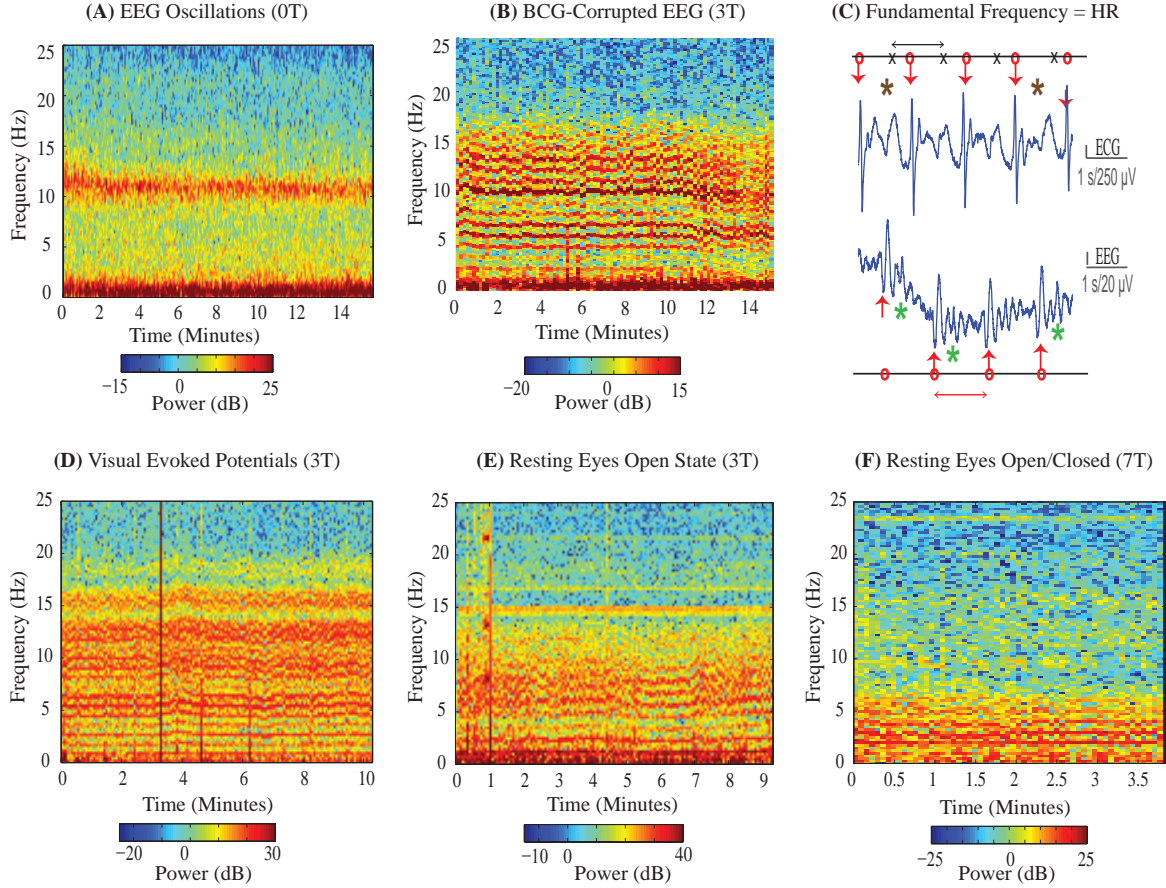 (A) EEG Oscillations (0T)
25
20
15
10
5
0
Frequency (Hz)
0 2 4 6 8 10 12 14
Time (Minutes)
−15 0 25
Power (dB)
(B) BCG-Corrupted EEG (3T)
25
20
15
10
5
0
Frequency (Hz)
0 2 4 6 8 10 12 14
Time (Minutes)
−20 0 15
Power (dB)
(C) Fundamental Frequency = HR
x x x x
*
*
ECG
1 s/250 µV
EEG
1 s/20 µV
*
*
*
(D) Visual Evoked Potentials (3T)
25
20
15
10
5
0
Frequency (Hz)
0 2 4 6 8 10
Time (Minutes)
−20 0 30
Power (dB)
(E) Resting Eyes Open State (3T)
25
20
15
10
5
0
Frequency (Hz)
0 1 2 3 4 5 6 7 8 9
Time (Minutes)
−10 0 40
Power (dB)
(F) Resting Eyes Open/Closed (7T)
25
20
15
10
5
0
Frequency (Hz)
0 0.5 1 1.5 2 2.5 3 3.5
Time (Minutes)
−25 0 25
Power (dB)